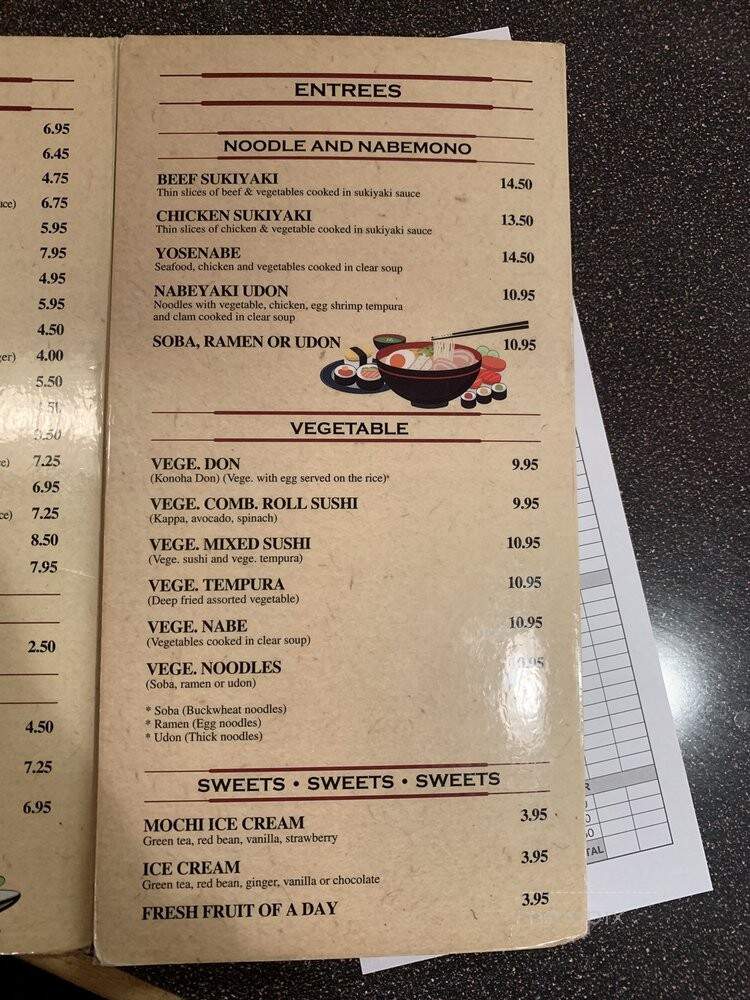 6.95
6.45
4.75
6.75
5.95
7.95
4.95
5.95
4.50
ger) 4.00
5.50
7.25
6.95
7.25
8.50
7.95
2.50
4.50
7.25
6.95
ENTREES
NOODLE AND NABEMONO
BEEF SUKIYAKI 14.50
Thin slices of beef & vegetables cooked in sukiyaki sauce
CHICKEN SUKIYAKI 13.50
Thin slices of chicken & vegetable cooked in sukiyaki sauce
YOSENABE 14.50
Seafood, chicken and vegetables cooked in clear soup
NABEYAKI UDON 10.95
Noodles with vegetable, chicken, egg shrimp tempura
and clam cooked in clear soup
SOBA, RAMEN OR UDON 10.95
VEGETABLE
VEGE. DON 9.95
(Konoha Don) (Vege. with egg served on the rice)*
VEGE. COMB. ROLL SUSHI 9.95
(Kappa, avocado, spinach)
VEGE. MIXED SUSHI 10.95
(Vege. sushi and vege. tempura)
VEGE. TEMPURA 10.95
(Deep fried assorted vegetable)
VEGE. NABE 10.95
(Vegetables cooked in clear soup)
VEGE. NOODLES
(Soba, ramen or udon)
* Soba (Buckwheat noodles)
* Ramen (Egg noodles)
* Udon (Thick noodles)
SWEETS • SWEETS • SWEETS
MOCHI ICE CREAM 3.95
Green tea, red bean, vanilla, strawberry
ICE CREAM 3.95
Green tea, red bean, ginger, vanilla or chocolate
FRESH FRUIT OF A DAY 3.95